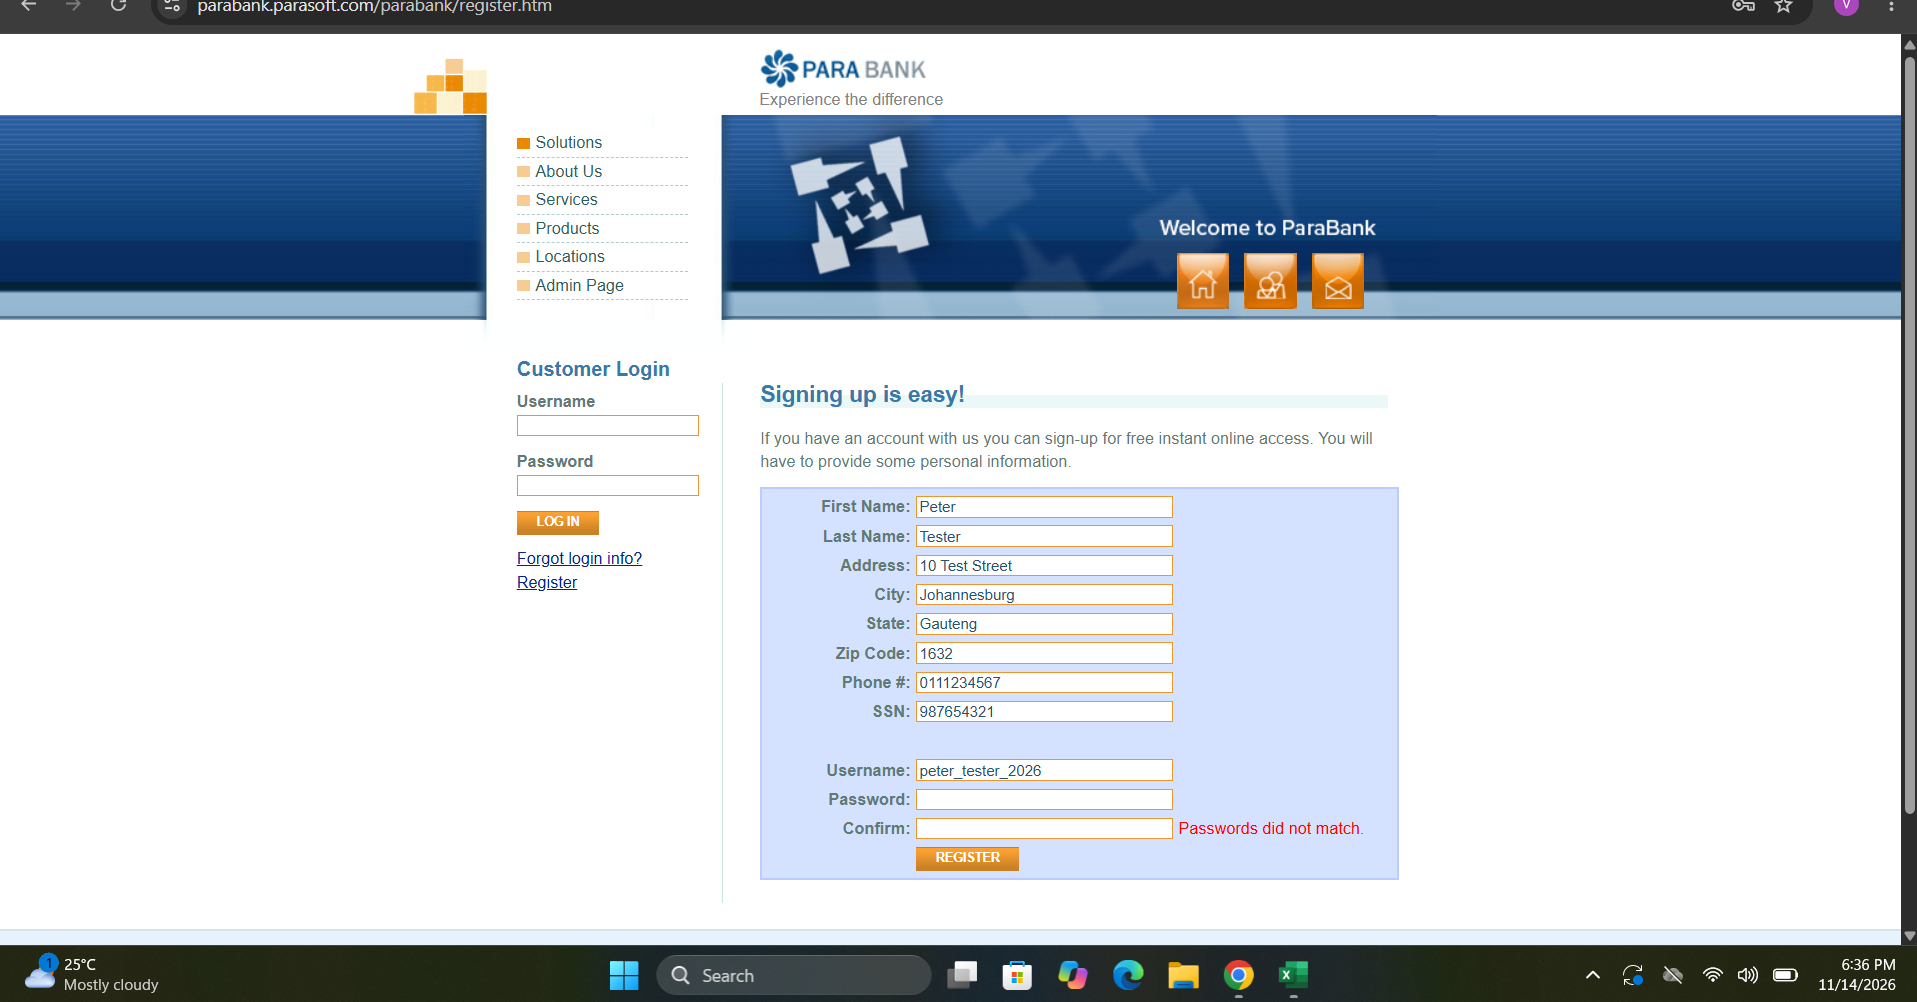 parabank.parasoft.com/parabank/register.htm
V
PARA BANK
Experience the difference
Solutions
About Us
Services
Products
Locations
Admin Page
Welcome to ParaBank
Customer Login
Username
Password
LOG IN
Forgot login info?
Register
Signing up is easy!
If you have an account with us you can sign-up for free instant online access. You will
have to provide some personal information.
First Name: Peter
Last Name: Tester
Address: 10 Test Street
City: Johannesburg
State: Gauteng
Zip Code: 1632
Phone #: 0111234567
SSN: 987654321
Username: peter_tester_2026
Password:
Confirm: Passwords did not match.
REGISTER
1
25°C
Mostly cloudy
Search
X
6:36 PM
11/14/2026